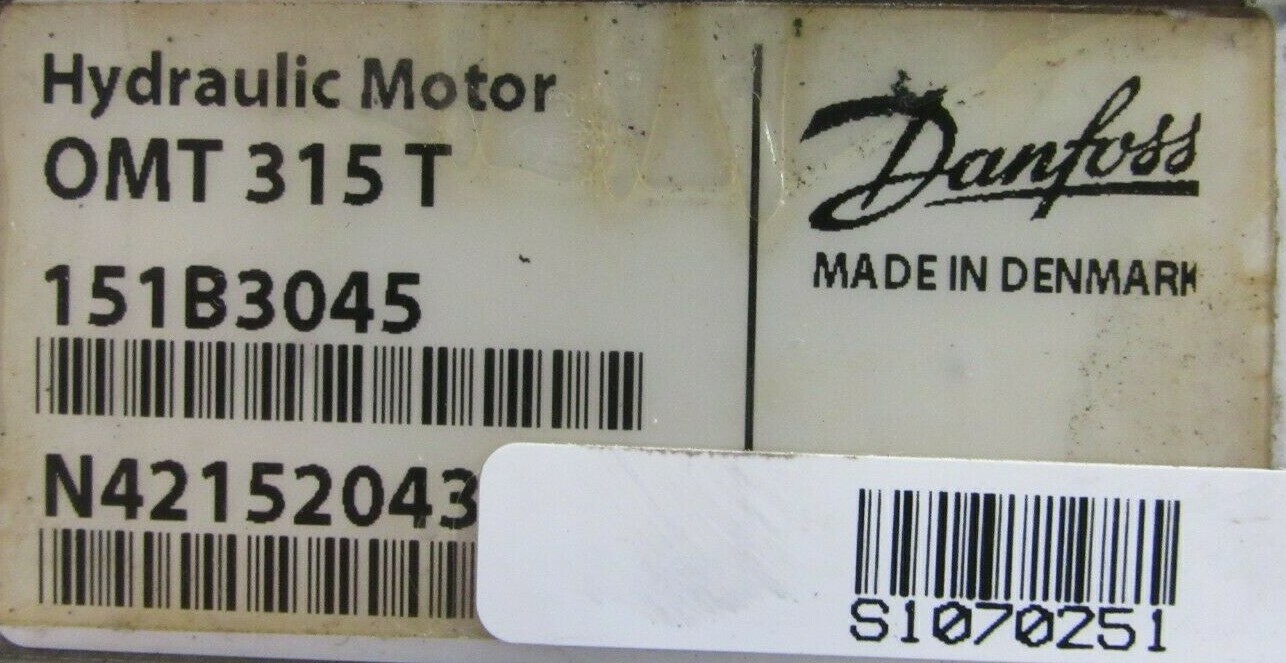 Hydraulic Motor
OMT 315 T
151B3045
N42152043
Danfoss
MADE IN DENMARK
S1070251